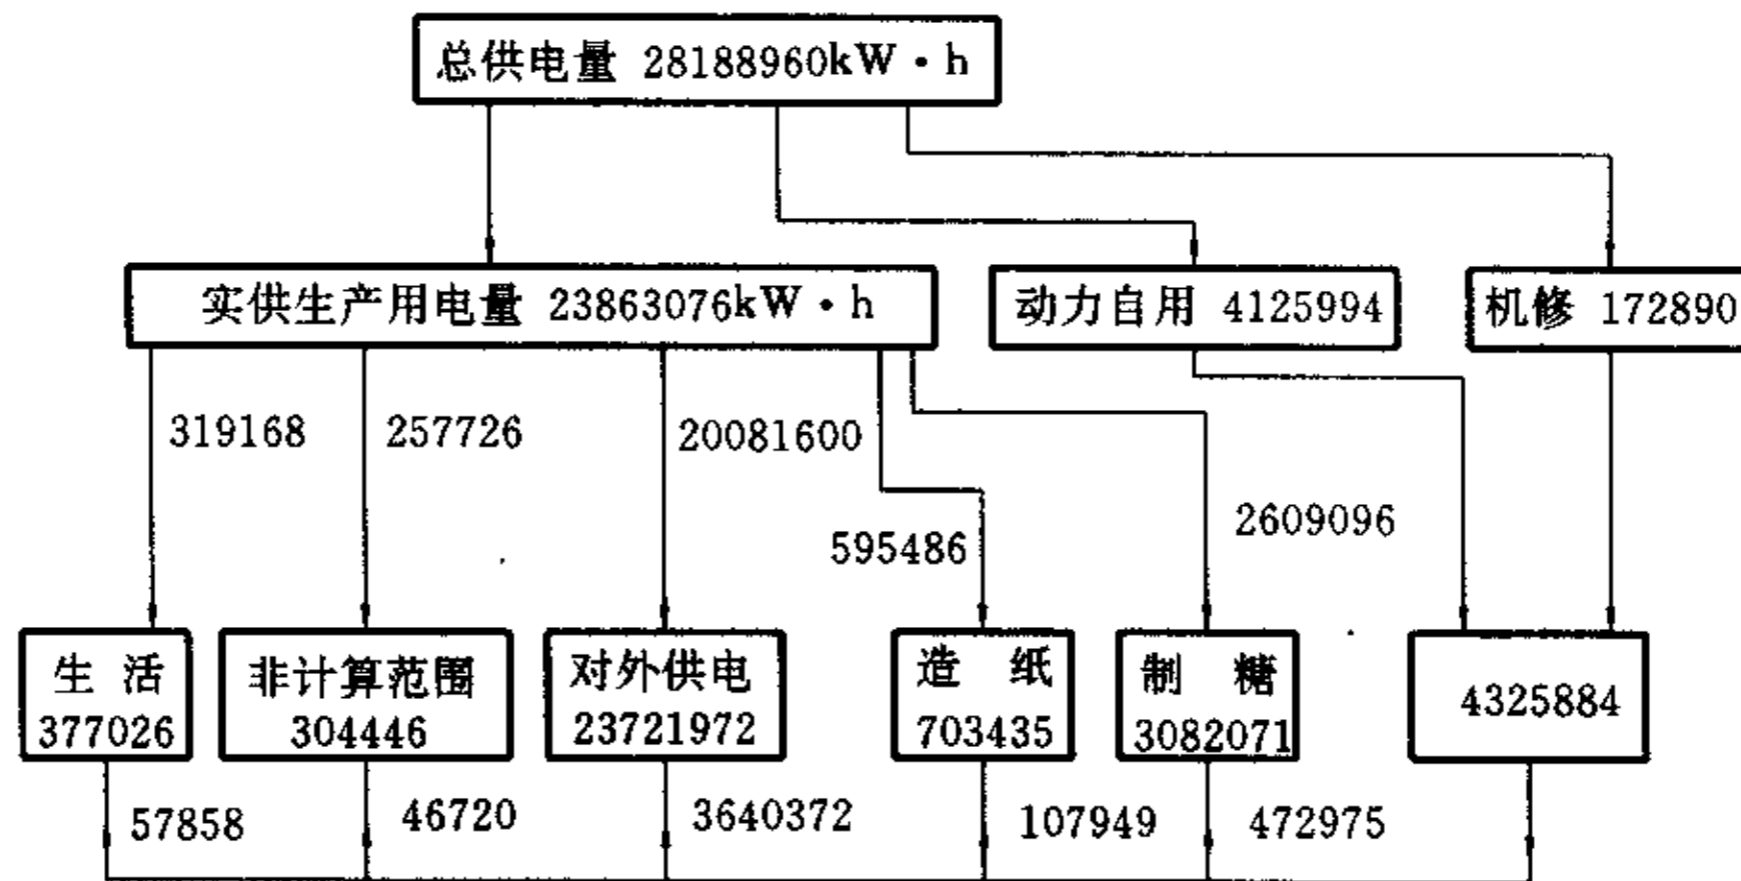 总供电量 28188960kW·h
实供生产用电量 23863076kW·h
动力自用 4125994
机修 172890
319168
257726
20081600
595486
2609096
生 活
377026
非计算范围
304446
对外供电
23721972
造 纸
703435
制 糖
3082071
4325884
57858
46720
3640372
107949
472975